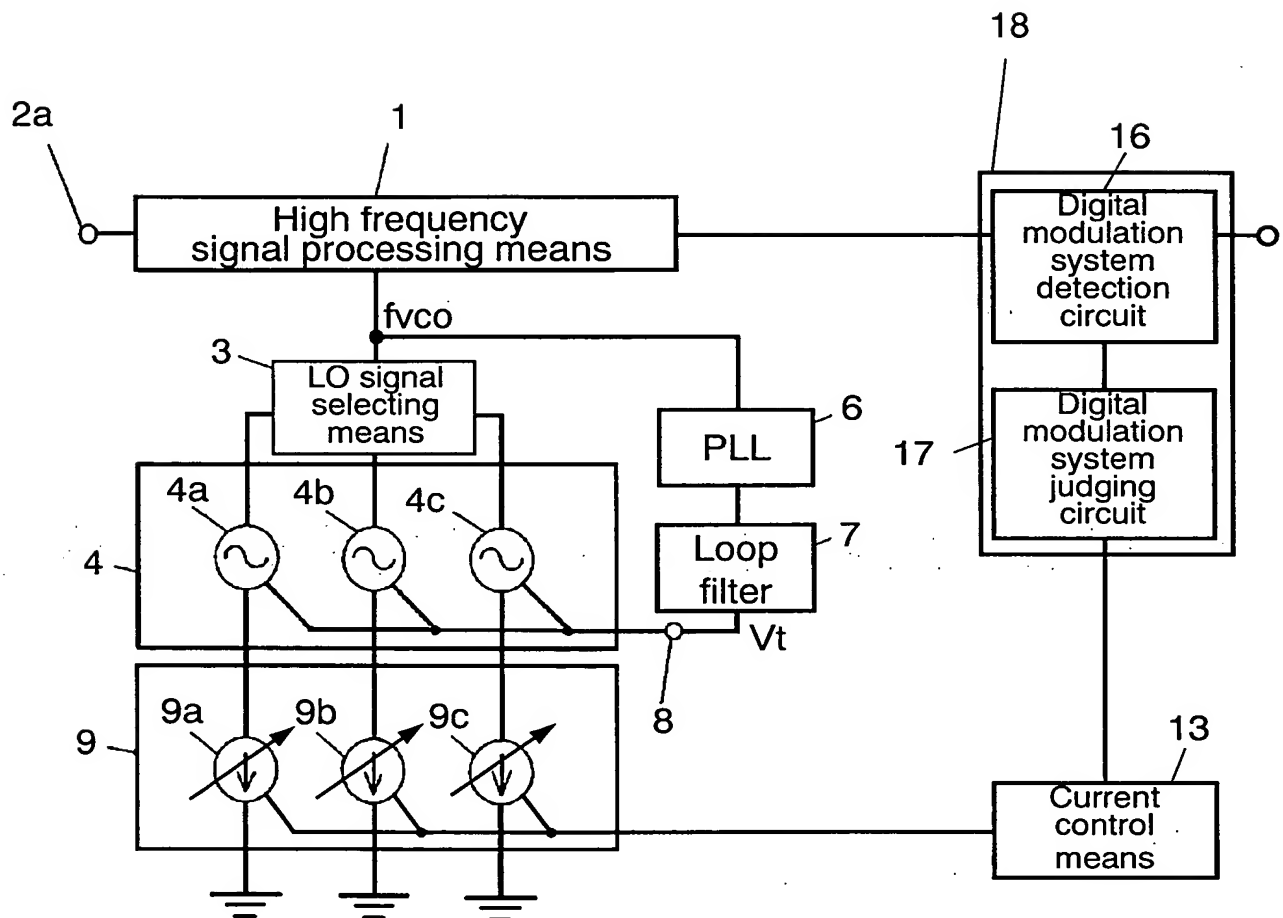 18
2a
1
16
High frequency
signal processing means
Digital
modulation
system
detection
circuit
fvco
3
LO signal
selecting
means
6
PLL
17
Digital
modulation
system
judging
circuit
4a
4b
4c
4
7
Loop
filter
Vt
8
9a
9b
9c
9
13
Current
control
means